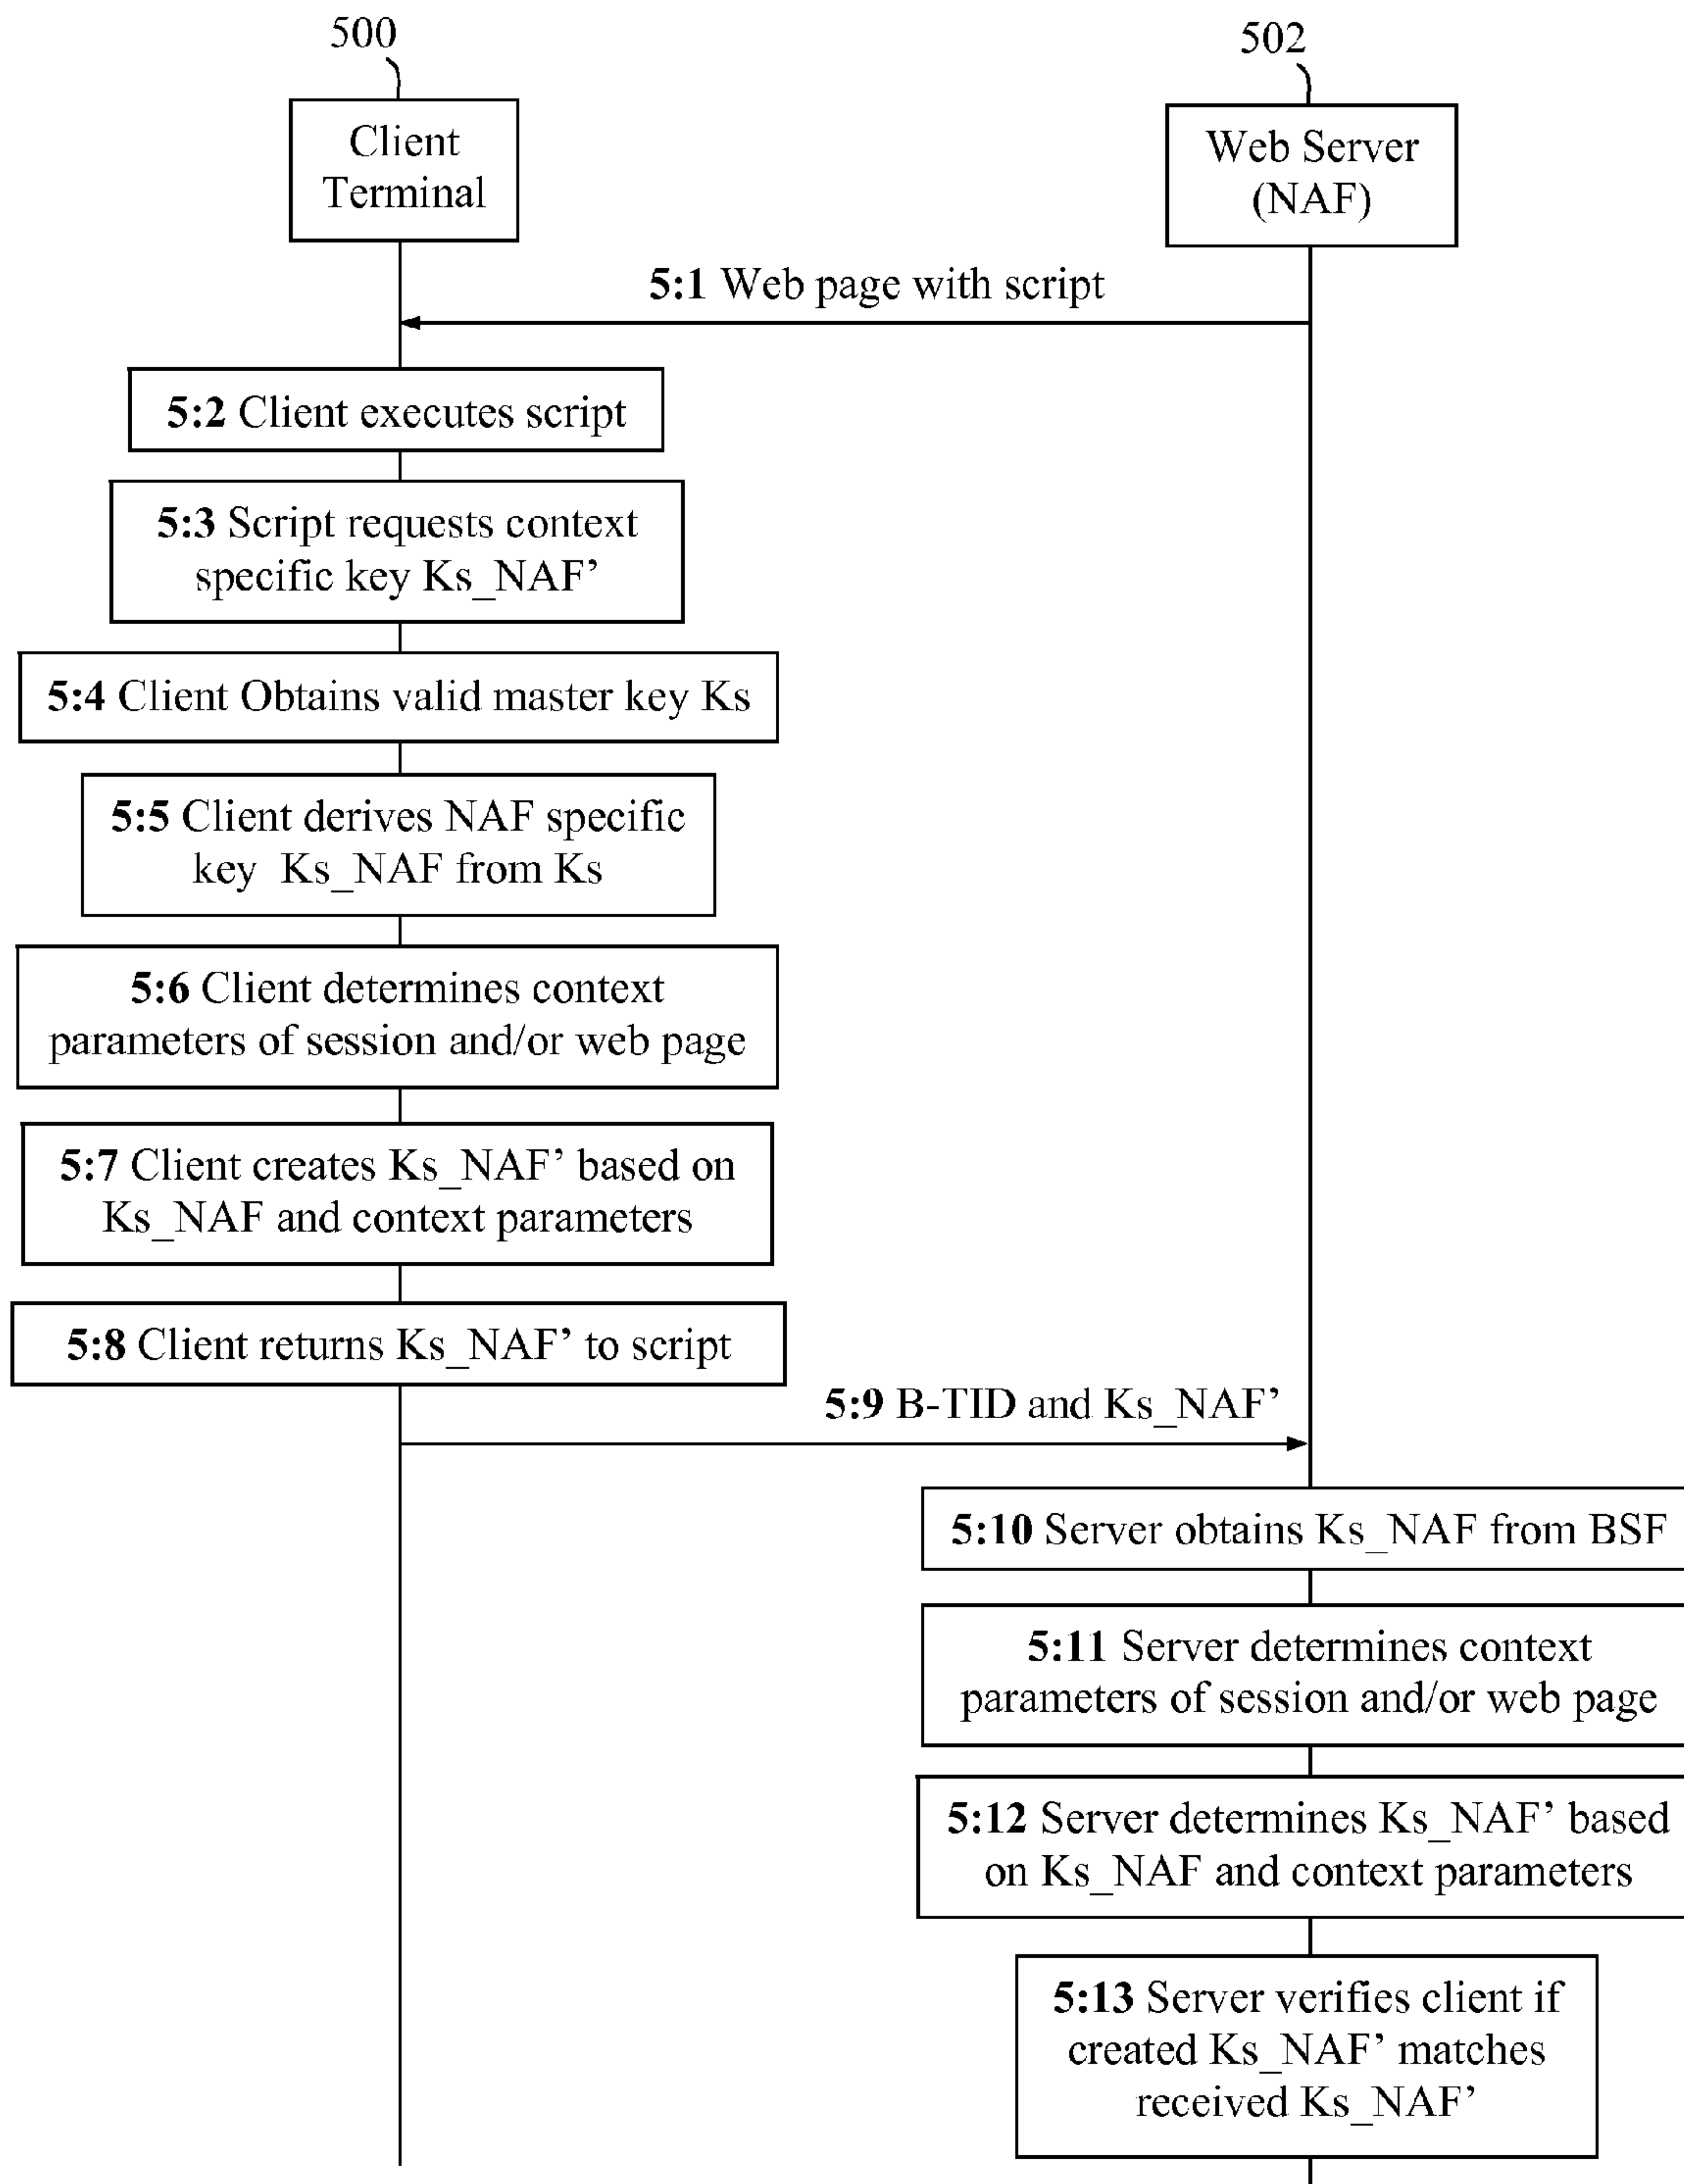 500
502
Client
Terminal
Web Server
(NAF)
5:1 Web page with script
5:2 Client executes script
5:3 Script requests context
specific key Ks_NAF’
5:4 Client Obtains valid master key Ks
5:5 Client derives NAF specific
key Ks_NAF from Ks
5:6 Client determines context
parameters of session and/or web page
5:7 Client creates Ks_NAF’ based on
Ks_NAF and context parameters
5:8 Client returns Ks_NAF’ to script
5:9 B-TID and Ks_NAF’
5:10 Server obtains Ks_NAF from BSF
5:11 Server determines context
parameters of session and/or web page
5:12 Server determines Ks_NAF’ based
on Ks_NAF and context parameters
5:13 Server verifies client if
created Ks_NAF’ matches
received Ks_NAF’